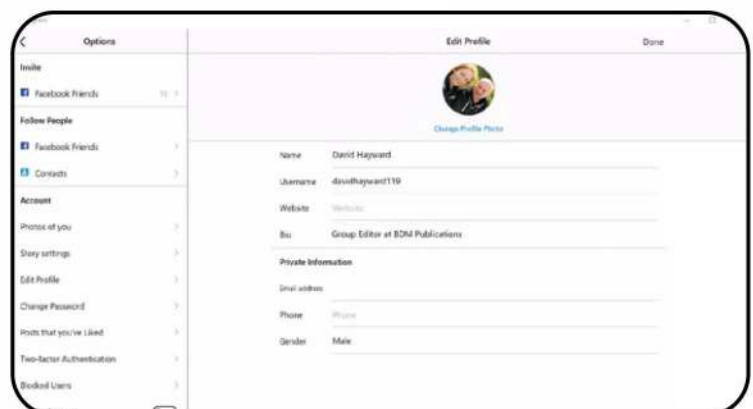 Options
Invite
Facebook Friends
Follow People
Facebook Friends
Contacts
Account
Photos of you
Story settings
Edit Profile
Change Password
Posts that you've Liked
Two-factor Authentication
Blocked Users
Edit Profile
Done
Change Profile Photo
Name David Hayward
Username davidhayward119
Website Website
Bio Group Editor at BDM Publications
Private Information
Email address
Phone Phone
Gender Male